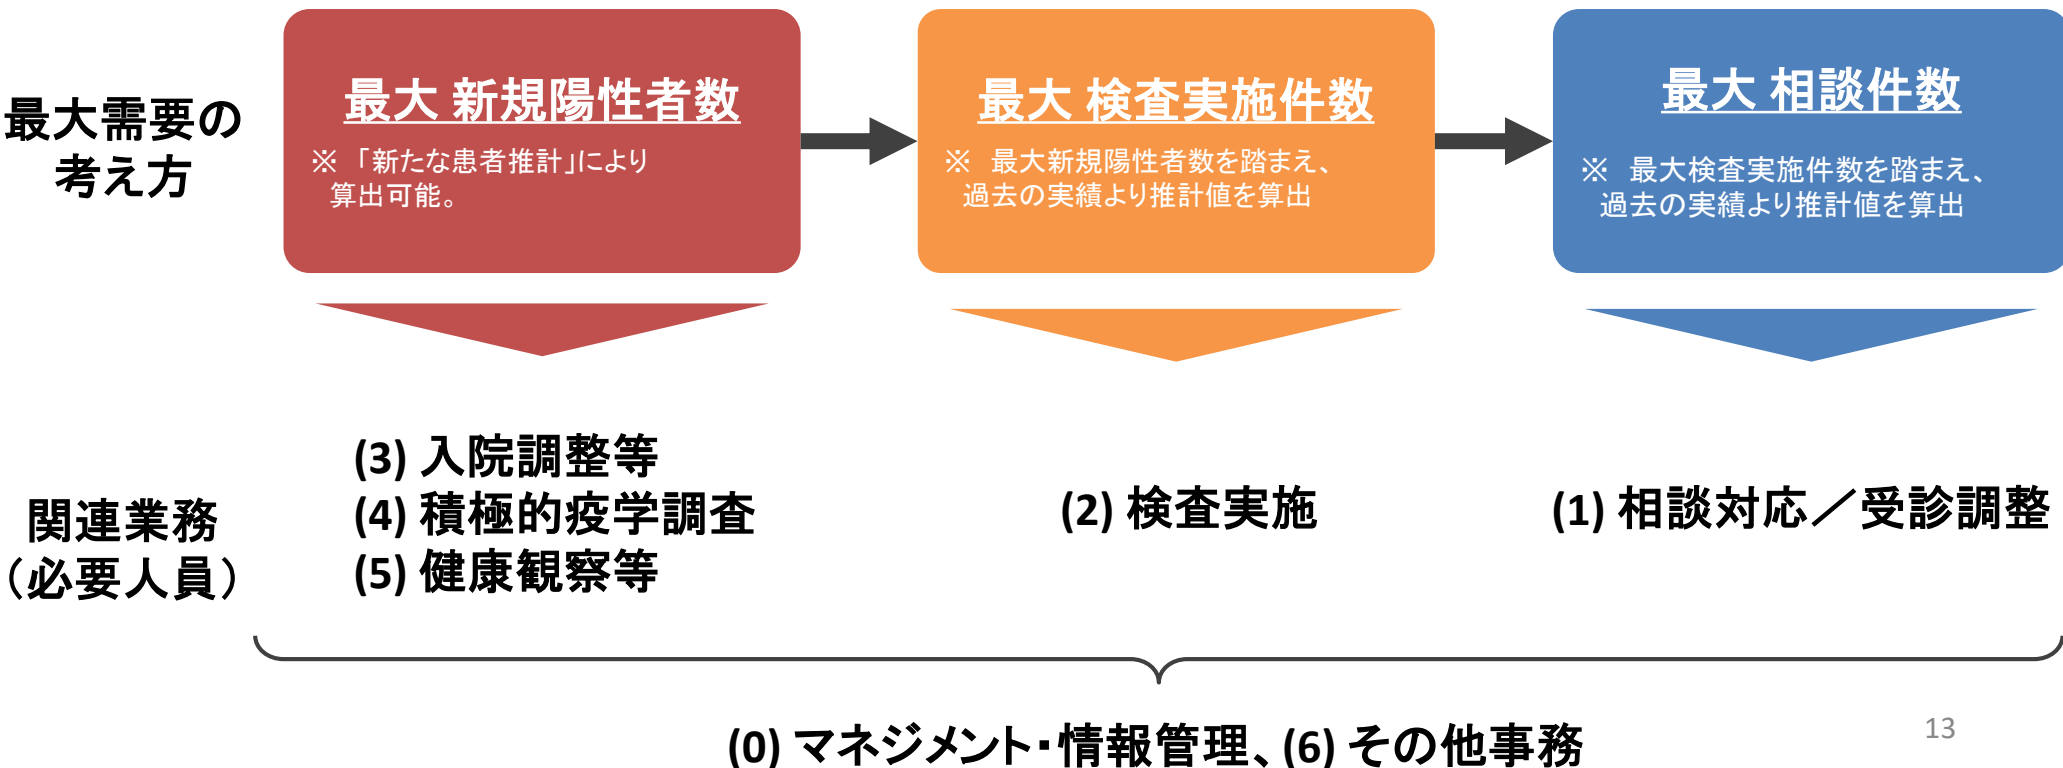 最大需要の
考え方
最大 新規陽性者数
※ 「新たな患者推計」により
算出可能。
最大 検査実施件数
※ 最大新規陽性者数を踏まえ、
過去の実績より推計値を算出
最大 相談件数
※ 最大検査実施件数を踏まえ、
過去の実績より推計値を算出
関連業務
（必要人員）
(3) 入院調整等
(4) 積極的疫学調査
(5) 健康観察等
(2) 検査実施
(1) 相談対応／受診調整
(0) マネジメント・情報管理、(6) その他事務
13